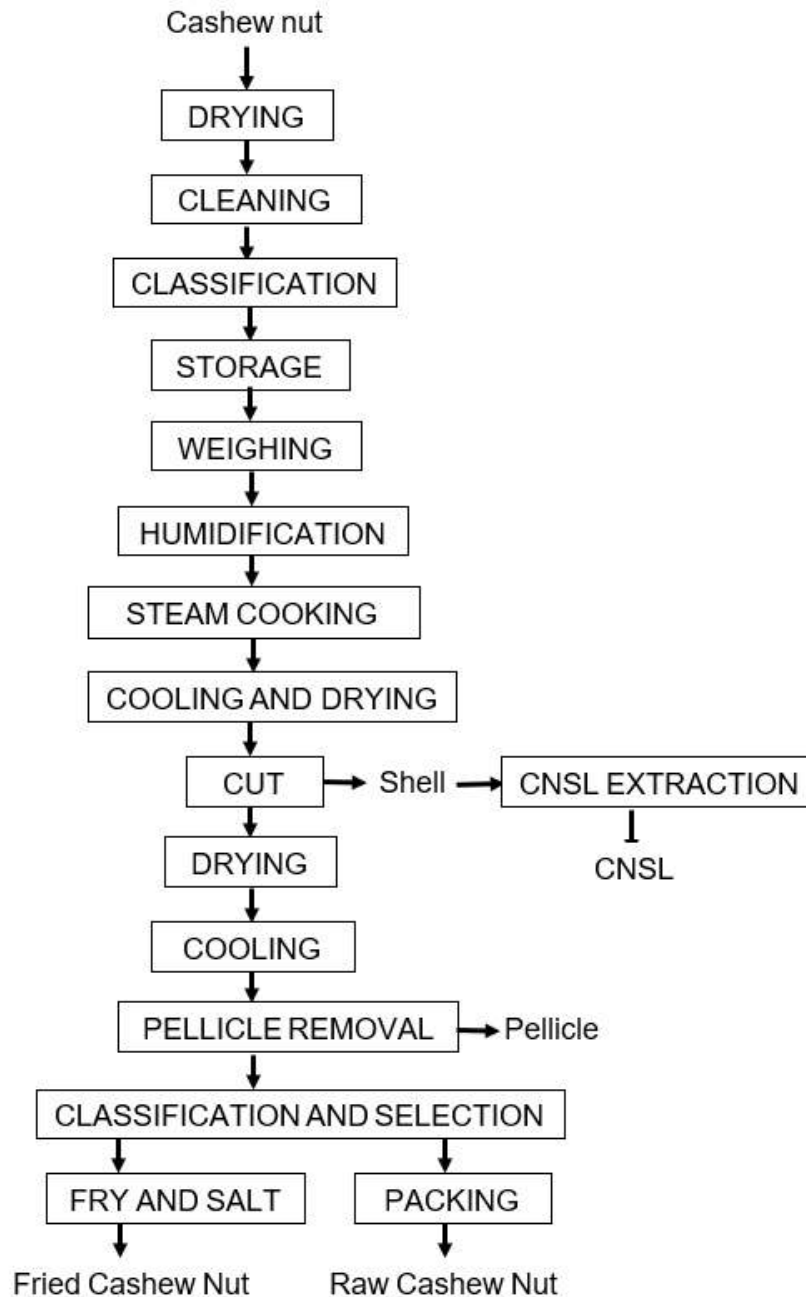 Cashew nut
DRYING
CLEANING
CLASSIFICATION
STORAGE
WEIGHING
HUMIDIFICATION
STEAM COOKING
COOLING AND DRYING
CUT
Shell
CNSL EXTRACTION
CNSL
DRYING
COOLING
PELLICLE REMOVAL
Pellicle
CLASSIFICATION AND SELECTION
FRY AND SALT
PACKING
Fried Cashew Nut
Raw Cashew Nut